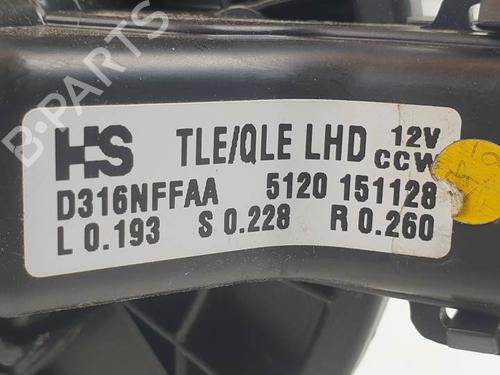 B-PARTS
HS TLE/QLE LHD 12V CCW
D316NFFAA 5120 151128
L 0.193 S 0.228 R 0.260